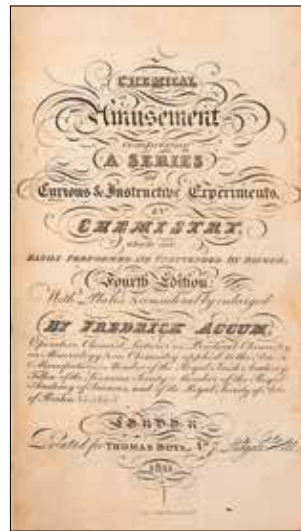 CHEMICAL
Amusement
COMPRISING
A SERIES
OF
Curious & Instructive Experiments,
IN
CHEMISTRY,
which are
EASILY PERFORMED AND UNATTENDED BY DANGER.
Fourth Edition
With Plates & considerably enlarged
BY FREDRICK ACCUM,
Operative Chemist, Lecturer on Practical Chemistry
on Mineralogy & on Chemistry applied to the Arts &
Manufactures, Member of the Royal Irish Academy
Fellow of the Linnaean Society, Member of the Royal
Academy of Sciences, and of the Royal Society of Arts
of Berlin
LONDON
Printed for THOMAS BOYS, Ludgate Hill.